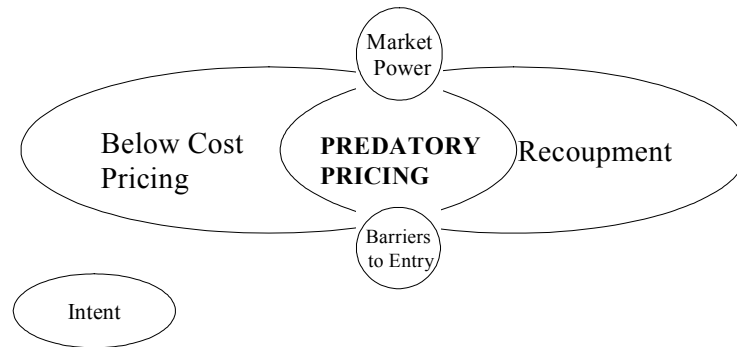 Market
Power
Below Cost
Pricing
PREDATORY
PRICING
Recoupment
Barriers
to Entry
Intent